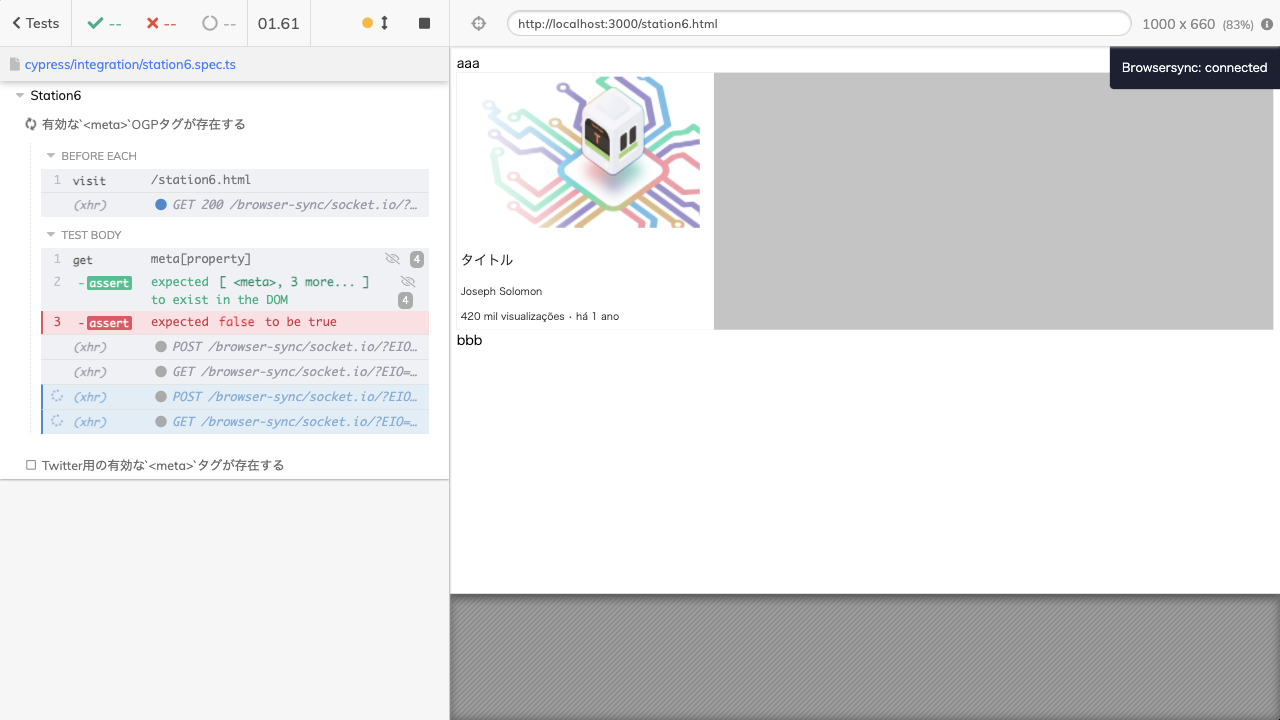 Tests
--
--
--
01.61
http://localhost:3000/station6.html
1000 x 660 (83%)
cypress/integration/station6.spec.ts
Station6
有効な`<meta>`OGPタグが存在する
BEFORE EACH
1 visit /station6.html
(xhr) GET 200 /browser-sync/socket.io/?...
TEST BODY
1 get meta[property] 4
2 -assert expected [ <meta>, 3 more... ]
to exist in the DOM 4
3 -assert expected false to be true
(xhr) POST /browser-sync/socket.io/?EIO...
(xhr) GET /browser-sync/socket.io/?EIO=...
(xhr) POST /browser-sync/socket.io/?EIO...
(xhr) GET /browser-sync/socket.io/?EIO=...
Twitter用の有効な`<meta>`タグが存在する
aaa
Browsersync: connected
T
タイトル
Joseph Solomon
420 mil visualizações・há 1 ano
bbb